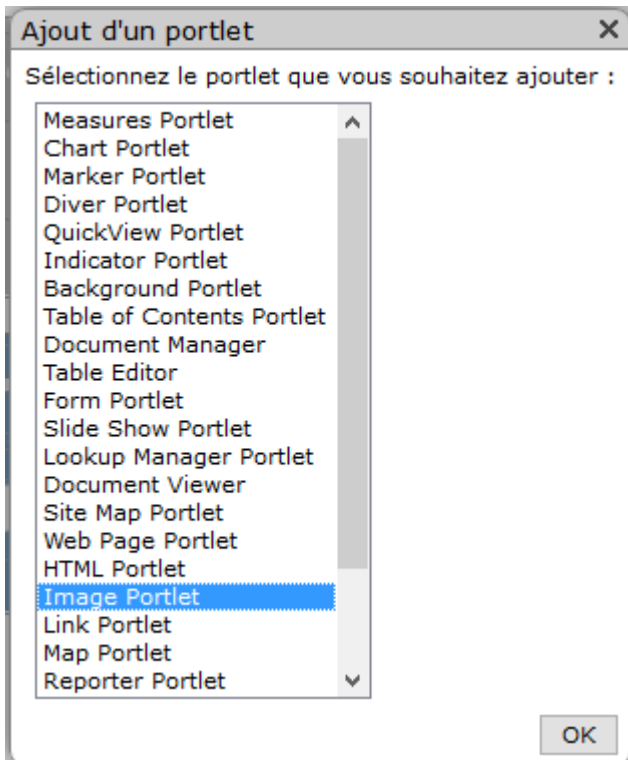 Ajout d'un portlet
Sélectionnez le portlet que vous souhaitez ajouter :
Measures Portlet
Chart Portlet
Marker Portlet
Diver Portlet
QuickView Portlet
Indicator Portlet
Background Portlet
Table of Contents Portlet
Document Manager
Table Editor
Form Portlet
Slide Show Portlet
Lookup Manager Portlet
Document Viewer
Site Map Portlet
Web Page Portlet
HTML Portlet
Image Portlet
Link Portlet
Map Portlet
Reporter Portlet
OK